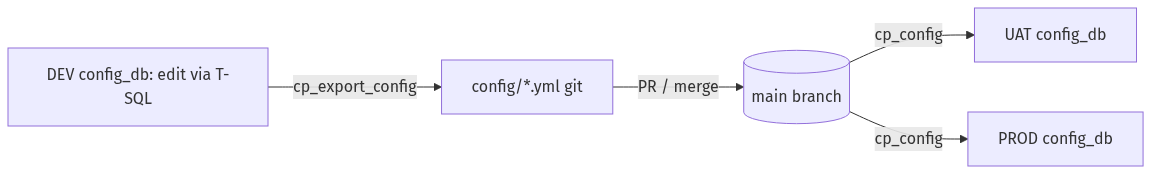 DEV config_db: edit via T-
SQL
cp_export_config
config/*.yml git
PR / merge
main branch
cp_config
UAT config_db
cp_config
PROD config_db